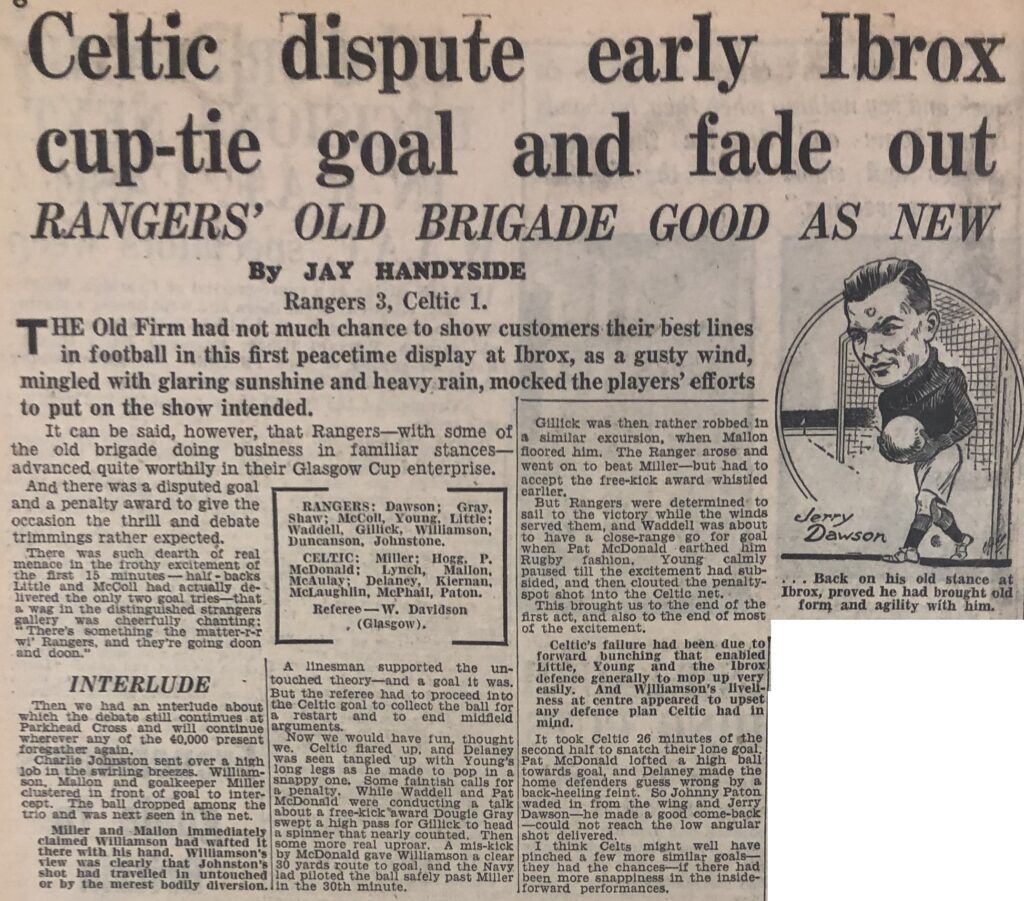 Celtic dispute early Ibrox
cup-tie goal and fade out
RANGERS' OLD BRIGADE GOOD AS NEW
By JAY HANDYSIDE
Rangers 3, Celtic 1.
THE Old Firm had not much chance to show customers their best lines
in football in this first peacetime display at Ibrox, as a gusty wind,
mingled with glaring sunshine and heavy rain, mocked the players' efforts
to put on the show intended.
It can be said, however, that Rangers—with some of
the old brigade doing business in familiar stances—
advanced quite worthily in their Glasgow Cup enterprise.
And there was a disputed goal
and a penalty award to give the
occasion the thrill and debate
trimmings rather expected.
There was such dearth of real
menace in the frothy excitement of
the first 15 minutes—half-backs
Little and McColl had actually de-
livered the only two goal tries—that
a wag in the distinguished strangers
gallery was cheerfully chanting:
"There's something the matter-r-r
wi' Rangers, and they're going doon
and doon."
INTERLUDE
Then we had an interlude about
which the debate still continues at
Parkhead Cross and will continue
wherever any of the 40,000 present
foregather again.
Charlie Johnston sent over a high
lob in the swirling breezes. William-
son, Mallon and goalkeeper Miller
clustered in front of goal to inter-
cept. The ball dropped among the
trio and was next seen in the net.
Miller and Mallon immediately
claimed Williamson had wafted it
there with his hand. Williamson's
view was clearly that Johnston's
shot had travelled in untouched
or by the merest bodily diversion.
RANGERS: Dawson; Gray,
Shaw; McColl, Young, Little;
Waddell, Gillick, Williamson,
Duncanson, Johnstone.
CELTIC: Miller; Hogg, P.
McDonald; Lynch, Mallon,
McAulay; Delaney, Kiernan,
McLaughlin, McPhail, Paton.
Referee—W. Davidson
(Glasgow).
A linesman supported the un-
touched theory—and a goal it was.
But the referee had to proceed into
the Celtic goal to collect the ball for
a restart and to end midfield
arguments.
Now we would have fun, thought
we. Celtic flared up, and Delaney
was seen tangled up with Young's
long legs as he made to pop in a
snappy one. Some faintish calls for
a penalty. While Waddell and Pat
McDonald were conducting a talk
about a free-kick award Dougie Gray
swept a high pass for Gillick to head
a spinner that nearly counted. Then
some more real uproar. A mis-kick
by McDonald gave Williamson a clear
30 yards route to goal, and the Navy
lad piloted the ball safely past Miller
in the 30th minute.
Gillick was then rather robbed in
a similar excursion, when Mallon
floored him. The Ranger arose and
went on to beat Miller—but had to
accept the free-kick award whistled
earlier.
But Rangers were determined to
sail to the victory while the winds
served them, and Waddell was about
to have a close-range go for goal
when Pat McDonald earthed him
Rugby fashion. Young calmly
paused till the excitement had sub-
sided, and then clouted the penalty-
spot shot into the Celtic net.
This brought us to the end of the
first act, and also to the end of most
of the excitement.
Celtic's failure had been due to
forward bunching that enabled
Little, Young and the Ibrox
defence generally to mop up very
easily. And Williamson's liveli-
ness at centre appeared to upset
any defence plan Celtic had in
mind.
It took Celtic 26 minutes of the
second half to snatch their lone goal.
Pat McDonald lofted a high ball
towards goal, and Delaney made the
home defenders guess wrong by a
back-heeling feint. So Johnny Paton
waded in from the wing and Jerry
Dawson—he made a good come-back
—could not reach the low angular
shot delivered.
I think Celts might well have
pinched a few more similar goals—
they had the chances—if there had
been more snappiness in the inside-
forward performances.
Jerry
Dawson
. . . Back on his old stance at
Ibrox, proved he had brought old
form and agility with him.